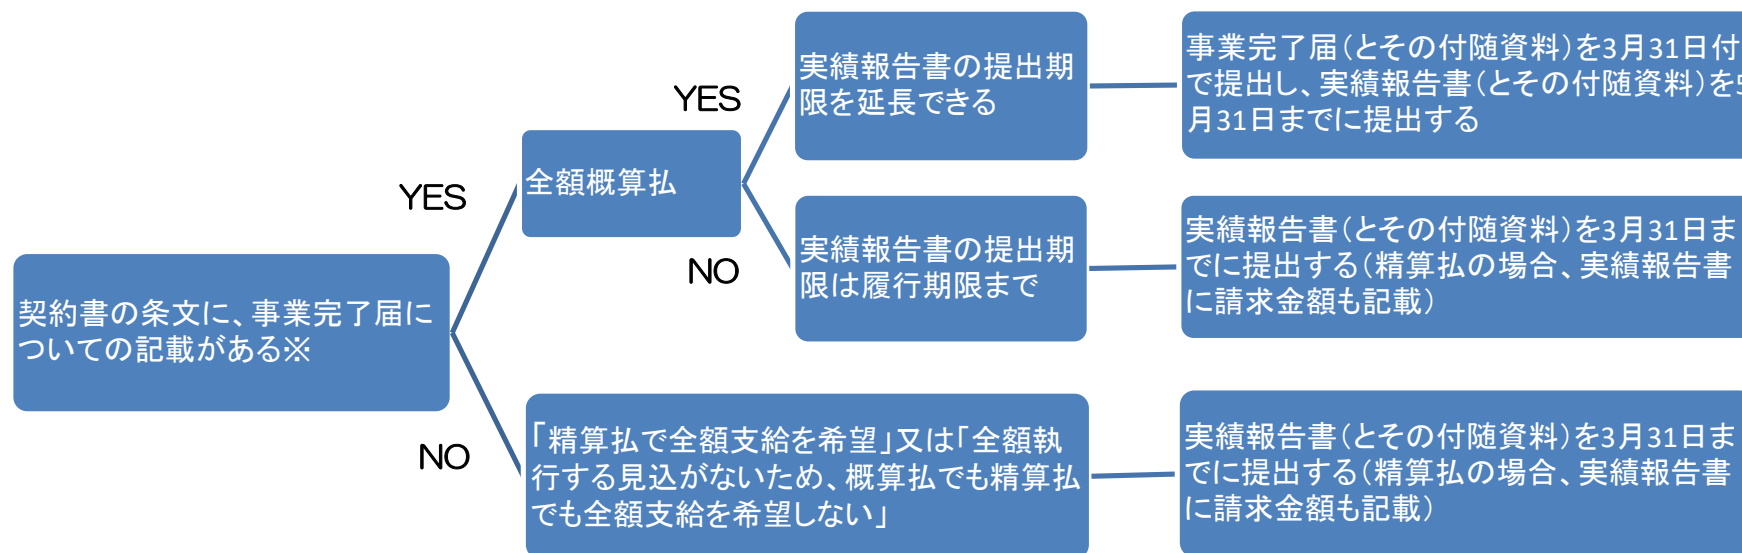 契約書の条文に、事業完了届に
ついての記載がある※
YES
全額概算払
YES
実績報告書の提出期
限を延長できる
事業完了届(とその付随資料)を3月31日付
で提出し、実績報告書(とその付随資料)を
月31日までに提出する
NO
実績報告書の提出期
限は履行期限まで
実績報告書(とその付随資料)を3月31日ま
でに提出する(精算払の場合、実績報告書
に請求金額も記載)
NO
「精算払で全額支給を希望」又は「全額執
行する見込がないため、概算払でも精算払
でも全額支給を希望しない」
実績報告書(とその付随資料)を3月31日ま
でに提出する(精算払の場合、実績報告書
に請求金額も記載)